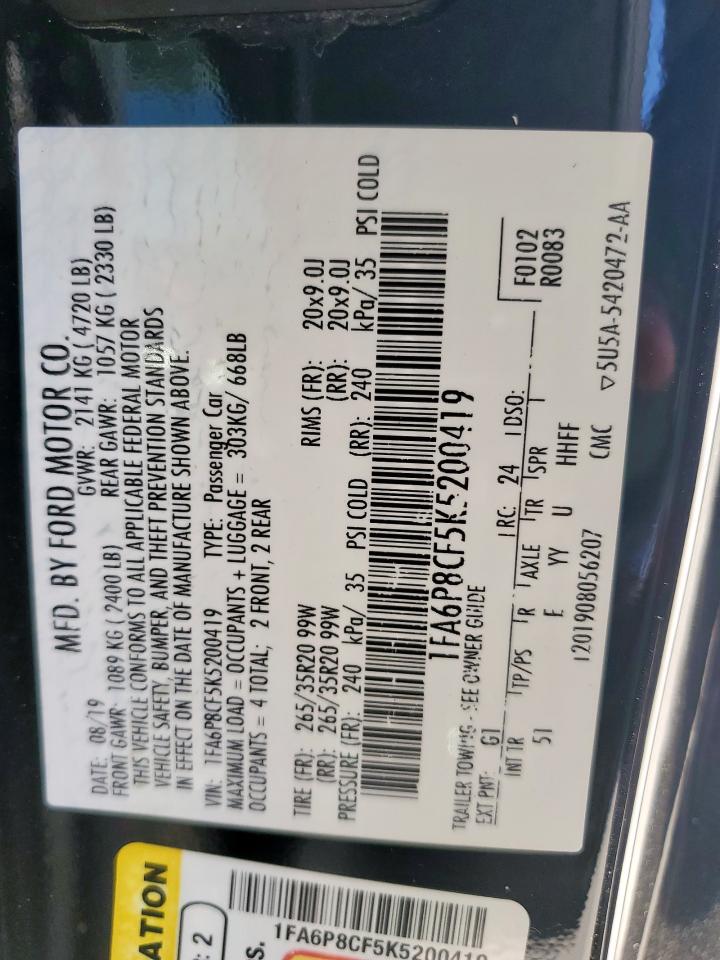 MFD. BY FORD MOTOR CO.
DATE: 08/19 GVWR: 2141 KG ( 4720 LB)
FRONT GAWR: 1089 KG ( 2400 LB) REAR GAWR: 1057 KG ( 2330 LB)
THIS VEHICLE CONFORMS TO ALL APPLICABLE FEDERAL MOTOR
VEHICLE SAFETY, BUMPER, AND THEFT PREVENTION STANDARDS
IN EFFECT ON THE DATE OF MANUFACTURE SHOWN ABOVE.
VIN: 1FA6P8CF5K5200419 TYPE: Passenger Car
MAXIMUM LOAD = OCCUPANTS + LUGGAGE = 303KG/ 668LB
OCCUPANTS = 4 TOTAL; 2 FRONT, 2 REAR
TIRE (FR): 265/35R20 99W RIMS (FR): 20x9.0J
(RR): 265/35R20 99W (RR): 20x9.0J
PRESSURE (FR): 240 kPa/ 35 PSI COLD (RR): 240 kPa/ 35 PSI COLD
1FA6P8CF5K5200419
TRAILER TOWING - SEE OWNER GUIDE
EXT PNT: G1 RC: 24 DSO:
INT TR TP/PS R AXLE TR SPR
51 E YY U HHFF
F0102
R0083
1201908056207 CMC ▽5U5A-5420472-AA
ATION
: 2
s.
1FA6P8CF5K5200419